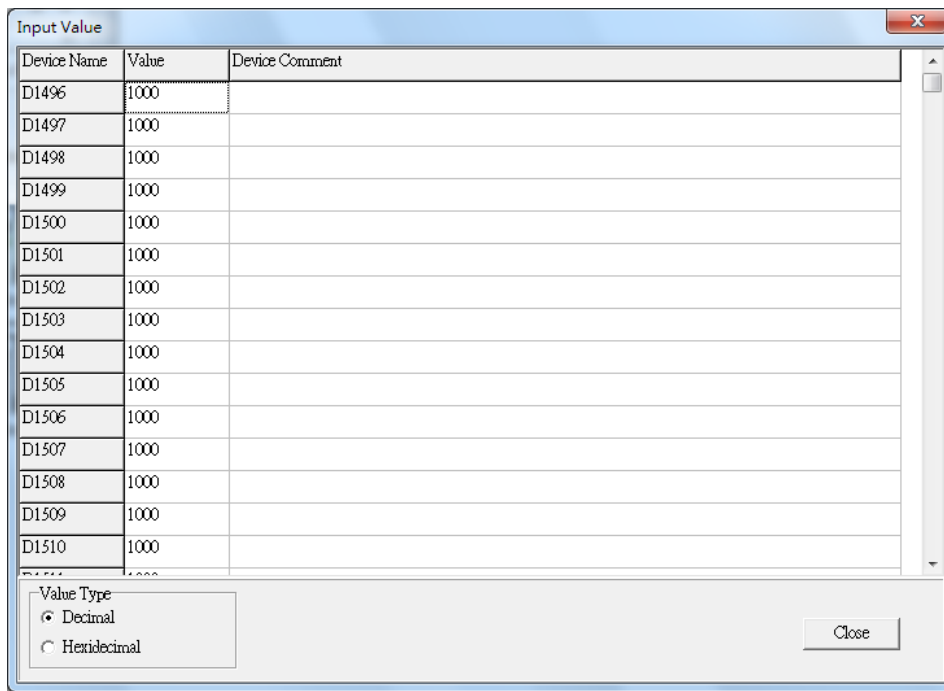 Input Value
Device Name Value Device Comment
D1496 1000
D1497 1000
D1498 1000
D1499 1000
D1500 1000
D1501 1000
D1502 1000
D1503 1000
D1504 1000
D1505 1000
D1506 1000
D1507 1000
D1508 1000
D1509 1000
D1510 1000
Value Type
Decimal
Hexidecimal
Close